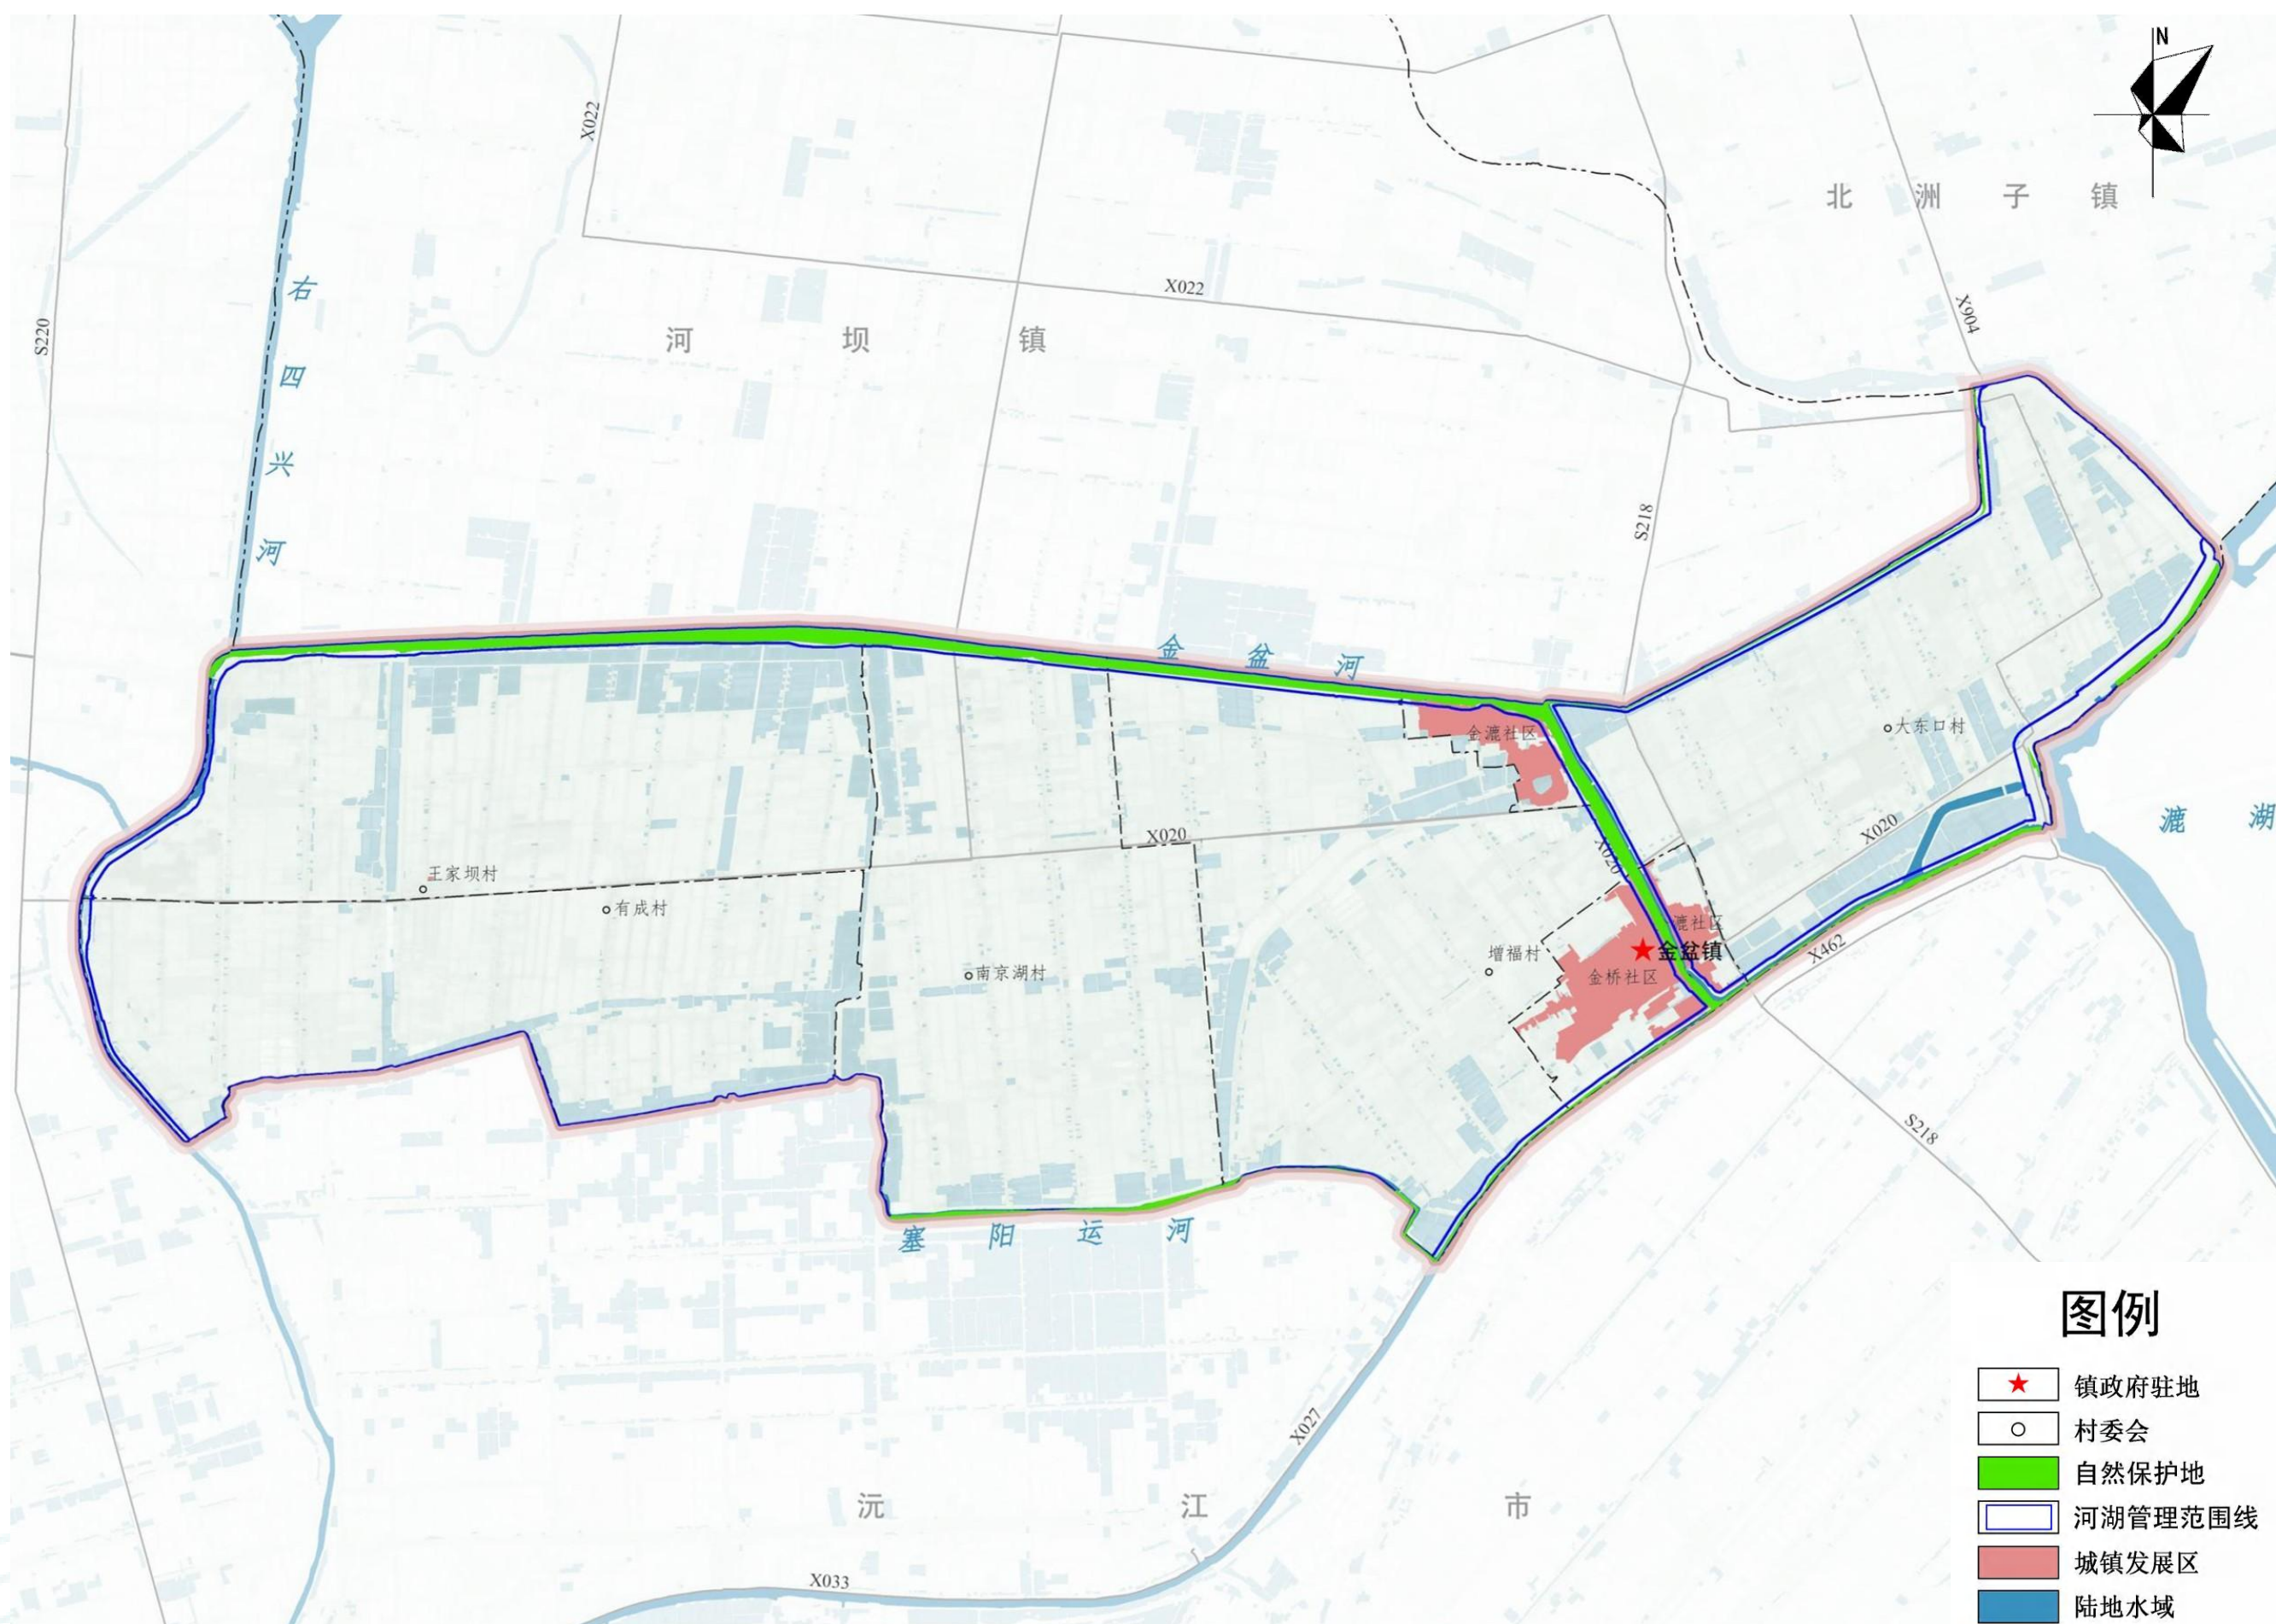 N
北洲子镇
X022
右四兴河
X022
X904
S220
河坝镇
S218
金盆河
金漉社区
大东口村
漉湖
X020
X020
X020
王家坝村
有成村
漉社区
金盆镇
增福村
南京湖村
金桥社区
X462
S218
塞阳运河
X027
沅江市
X033
图例
镇政府驻地
村委会
自然保护地
河湖管理范围线
城镇发展区
陆地水域